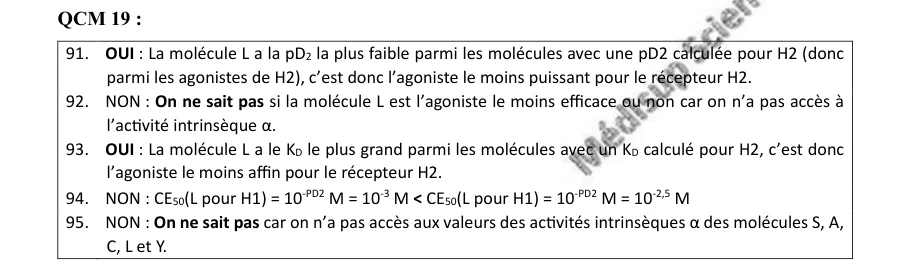 QCM 19 :
91. OUI : La molécule L a la pD₂ la plus faible parmi les molécules avec une pD2 calculée pour H2 (donc
parmi les agonistes de H2), c’est donc l’agoniste le moins puissant pour le récepteur H2.
92. NON : On ne sait pas si la molécule L est l’agoniste le moins efficace ou non car on n’a pas accès à
l’activité intrinsèque α.
93. OUI : La molécule L a le K_D le plus grand parmi les molécules avec un K_D calculé pour H2, c’est donc
l’agoniste le moins affin pour le récepteur H2.
94. NON : CE₅₀(L pour H1) = 10⁻ᴾᴰ² M = 10⁻³ M < CE₅₀(L pour H1) = 10⁻ᴾᴰ² M = 10⁻²,⁵ M
95. NON : On ne sait pas car on n’a pas accès aux valeurs des activités intrinsèques α des molécules S, A,
C, L et Y.
Médisup Scien